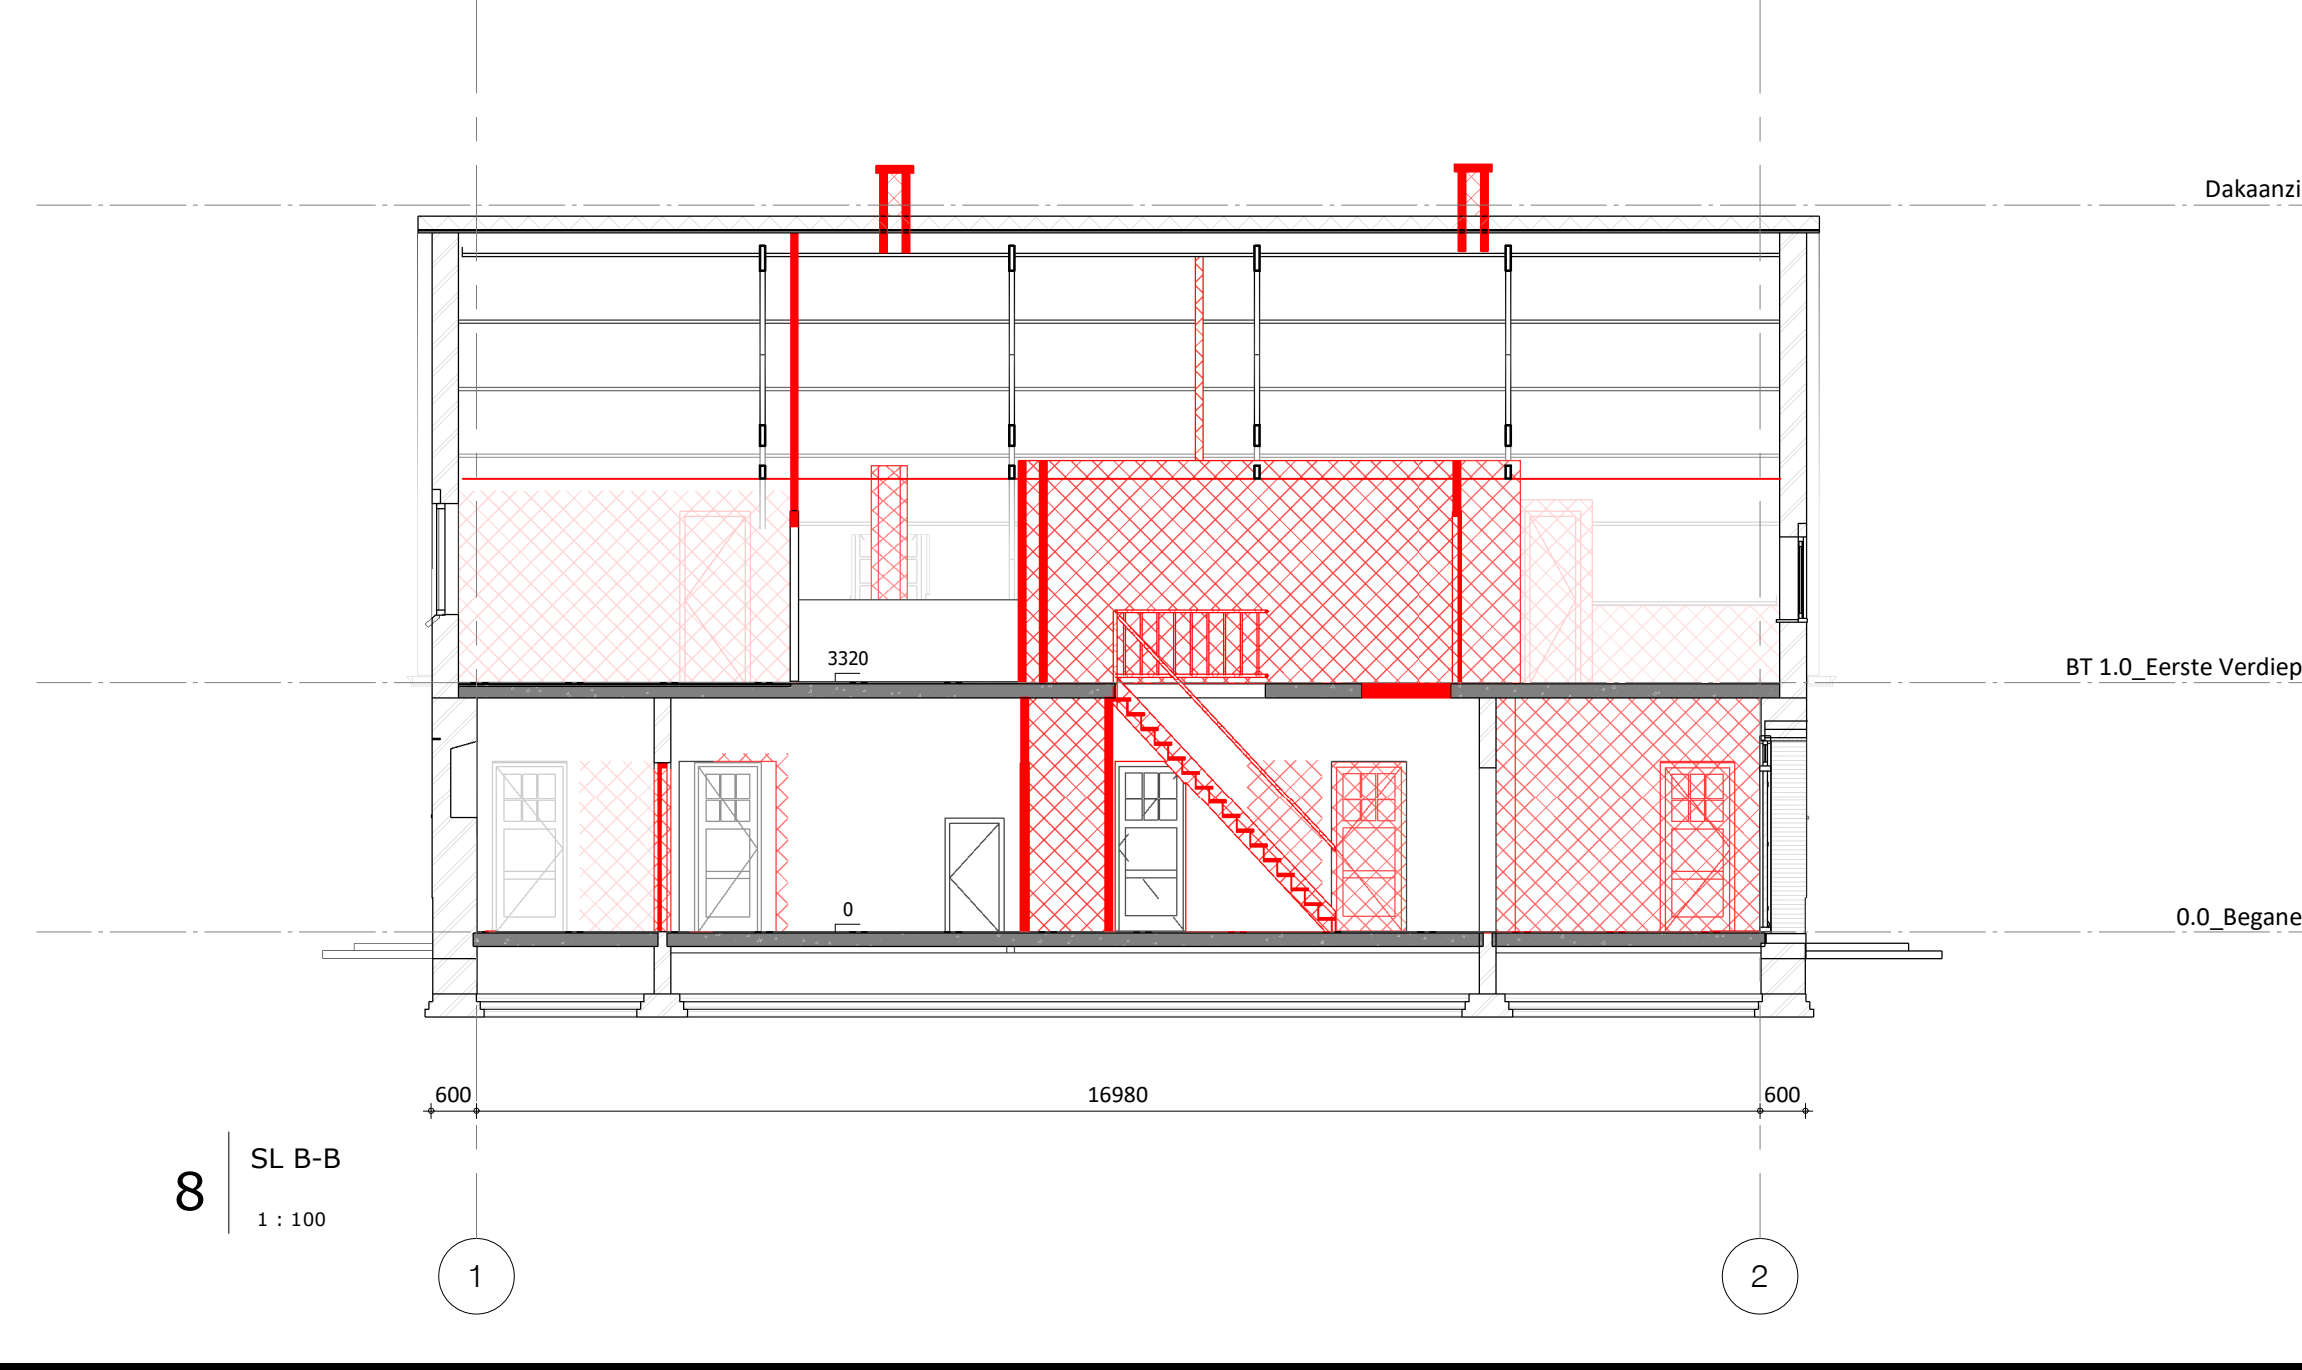 Dakaanzi
3320
BT 1.0_Eerste Verdiep
0
0.0_Begane
600
16980
600
8
SL B-B
1 : 100
1
2